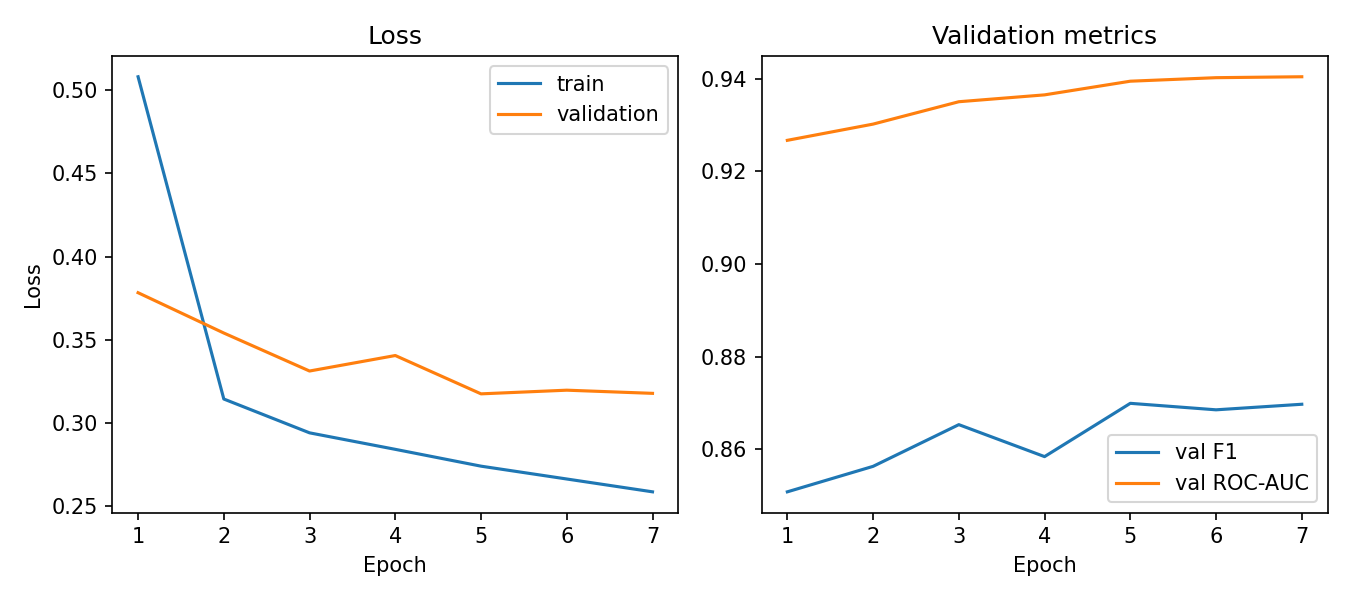 Loss
train
validation
0.50
0.45
0.40
0.35
0.30
0.25
Loss
1 2 3 4 5 6 7
Epoch
Validation metrics
0.94
0.92
0.90
0.88
0.86
val F1
val ROC-AUC
1 2 3 4 5 6 7
Epoch